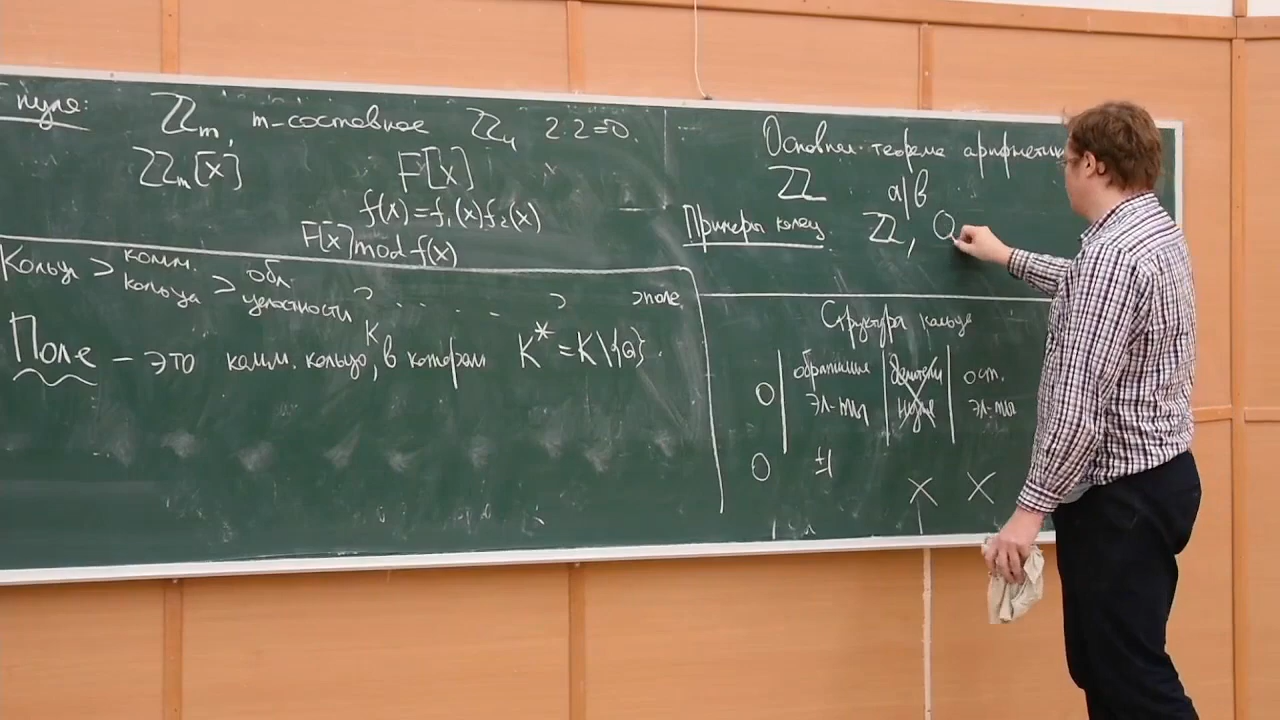 нуля: ℤₘ, m-составное ℤ₄ 2·2=0
ℤₘ[x] F[x]
f(x)=f₁(x)f₂(x)
F[x] mod f(x)
Кольца > комм. кольца > обл. целостности > ... > >поле
Поле – это комм. кольцо K, в котором K*=K\{0}.
Основная теорема арифметик
ℤ a|b
Примеры колец ℤ, Q
Структура кольца
0 | обратимые эл-ты | делители нуля | ост. эл-ты
0 ±1